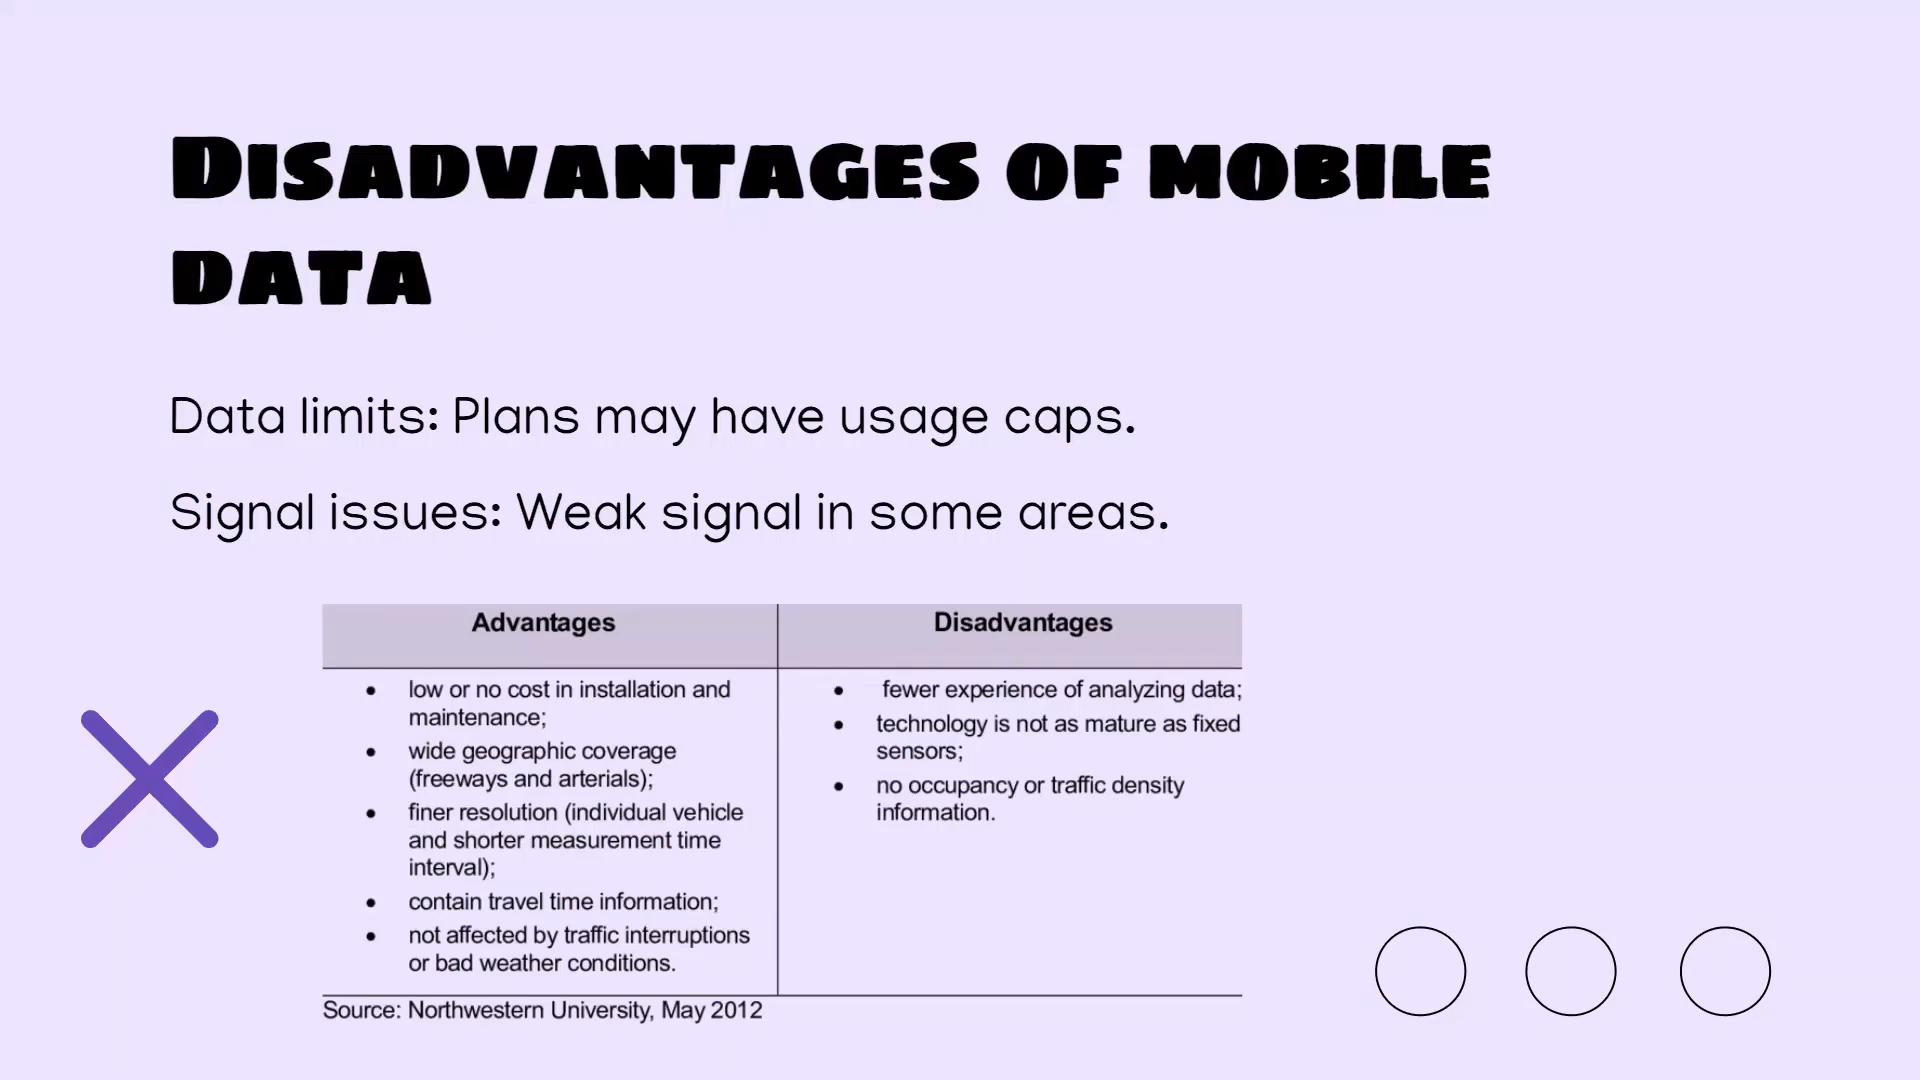 Disadvantages of mobile
data
Data limits: Plans may have usage caps.
Signal issues: Weak signal in some areas.
Advantages
low or no cost in installation and
maintenance;
wide geographic coverage
(freeways and arterials);
finer resolution (individual vehicle
and shorter measurement time
interval);
contain travel time information;
not affected by traffic interruptions
or bad weather conditions.
Disadvantages
fewer experience of analyzing data;
technology is not as mature as fixed
sensors;
no occupancy or traffic density
information.
Source: Northwestern University, May 2012